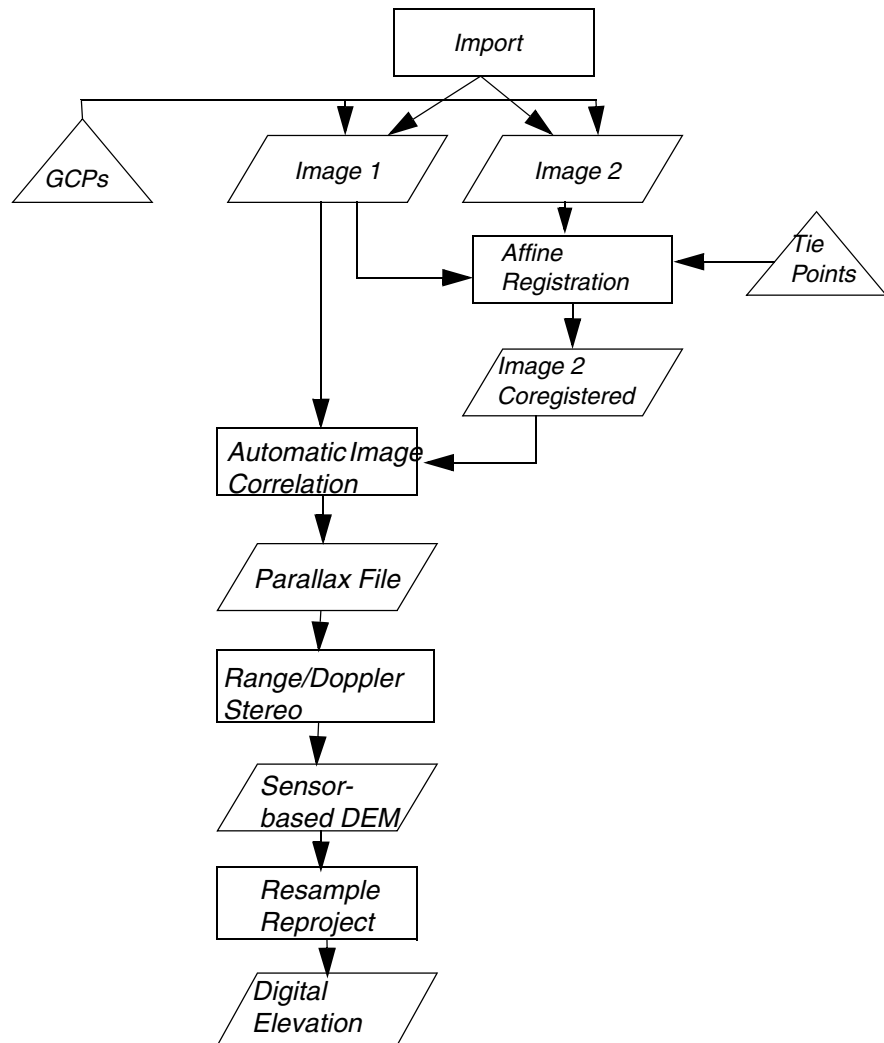 Import
GCPs
Image 1
Image 2
Affine
Registration
Tie
Points
Image 2
Coregistered
Automatic Image
Correlation
Parallax File
Range/Doppler
Stereo
Sensor-
based DEM
Resample
Reproject
Digital
Elevation